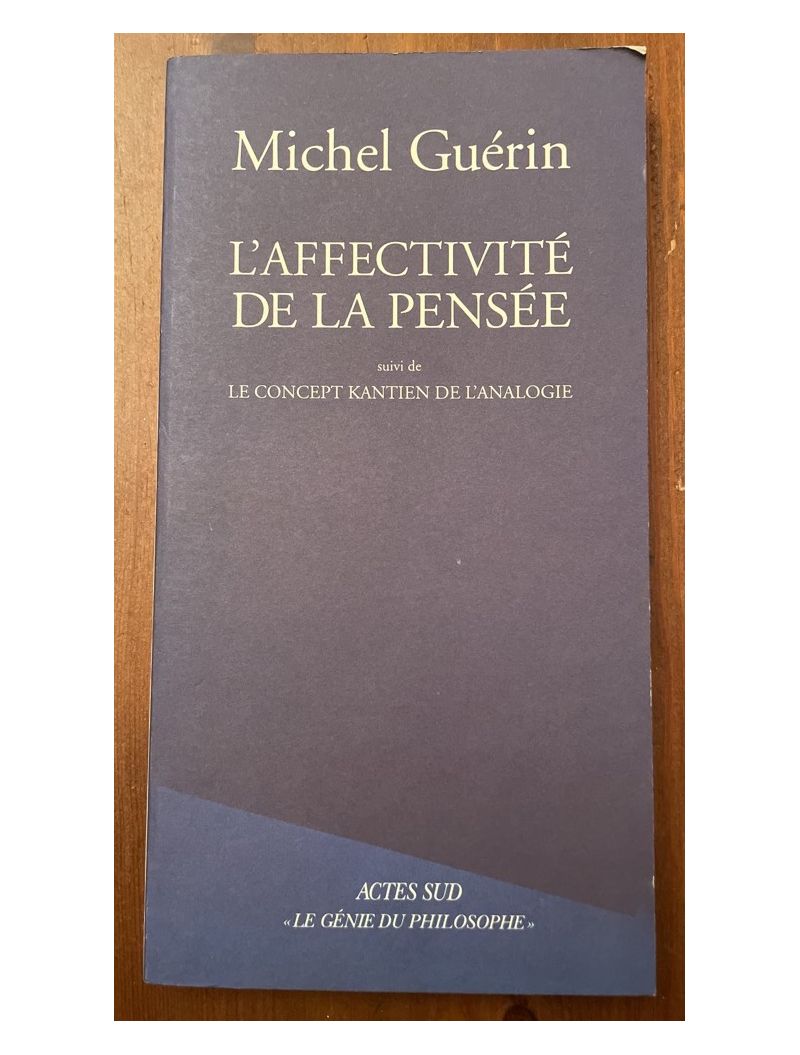 Michel Guérin
L’AFFECTIVITÉ
DE LA PENSÉE
suivi de
LE CONCEPT KANTIEN DE L’ANALOGIE
ACTES SUD
« LE GÉNIE DU PHILOSOPHE »